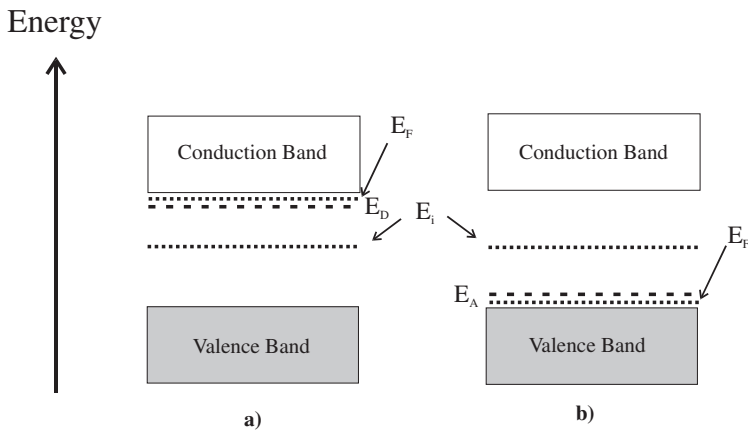 Energy
Conduction Band
E_F
E_D
E_i
Valence Band
a)
Conduction Band
E_F
E_A
Valence Band
b)